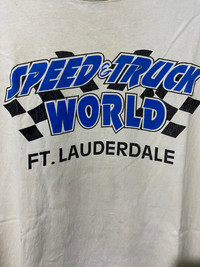 SPEED & TRUCK
WORLD
FT. LAUDERDALE